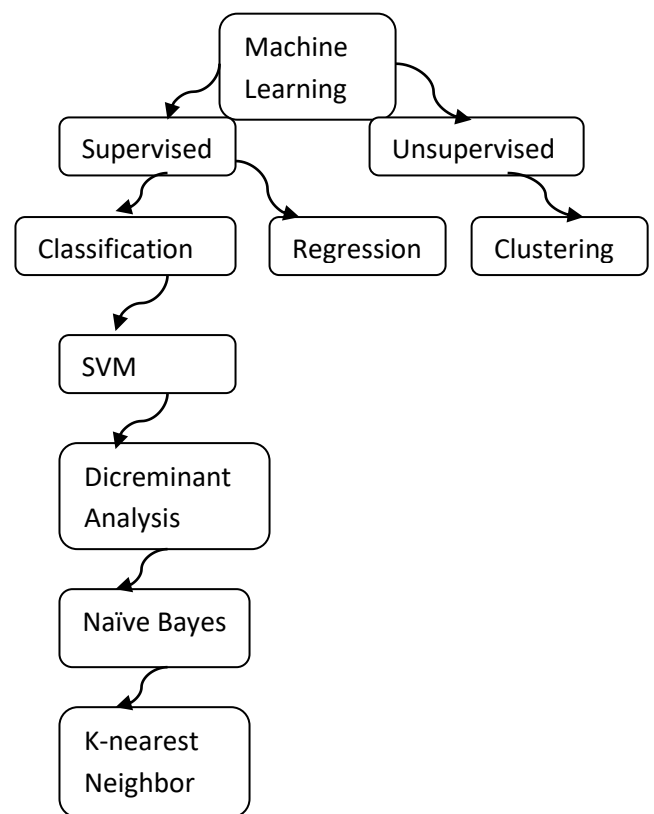 Machine
Learning
Supervised
Unsupervised
Classification
Regression
Clustering
SVM
Dicreminant
Analysis
Naïve Bayes
K-nearest
Neighbor